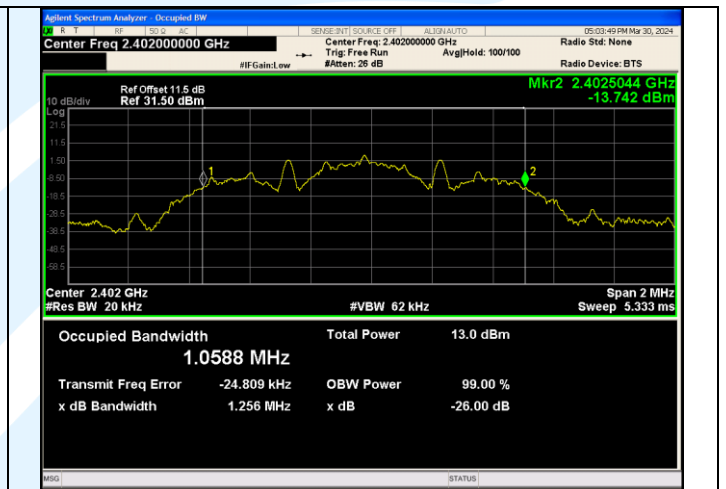 Agilent Spectrum Analyzer - Occupied BW
R T RF 50 Ω AC SENSE:INT SOURCE OFF ALIGNAUTO 05:03:49 PM Mar 30, 2024
Center Freq 2.402000000 GHz Center Freq: 2.402000000 GHz Radio Std: None
Trig: Free Run Avg|Hold: 100/100
#IFGain:Low #Atten: 26 dB Radio Device: BTS
Mkr2 2.4025044 GHz
-13.742 dBm
Ref Offset 11.5 dB
10 dB/div Ref 31.50 dBm
Log
21.5
11.5
1.50
-8.50
-18.5
-28.5
-38.5
-48.5
-58.5
1
2
Center 2.402 GHz Span 2 MHz
#Res BW 20 kHz #VBW 62 kHz Sweep 5.333 ms
Occupied Bandwidth Total Power 13.0 dBm
1.0588 MHz
Transmit Freq Error -24.809 kHz OBW Power 99.00 %
x dB Bandwidth 1.256 MHz x dB -26.00 dB
MSG STATUS